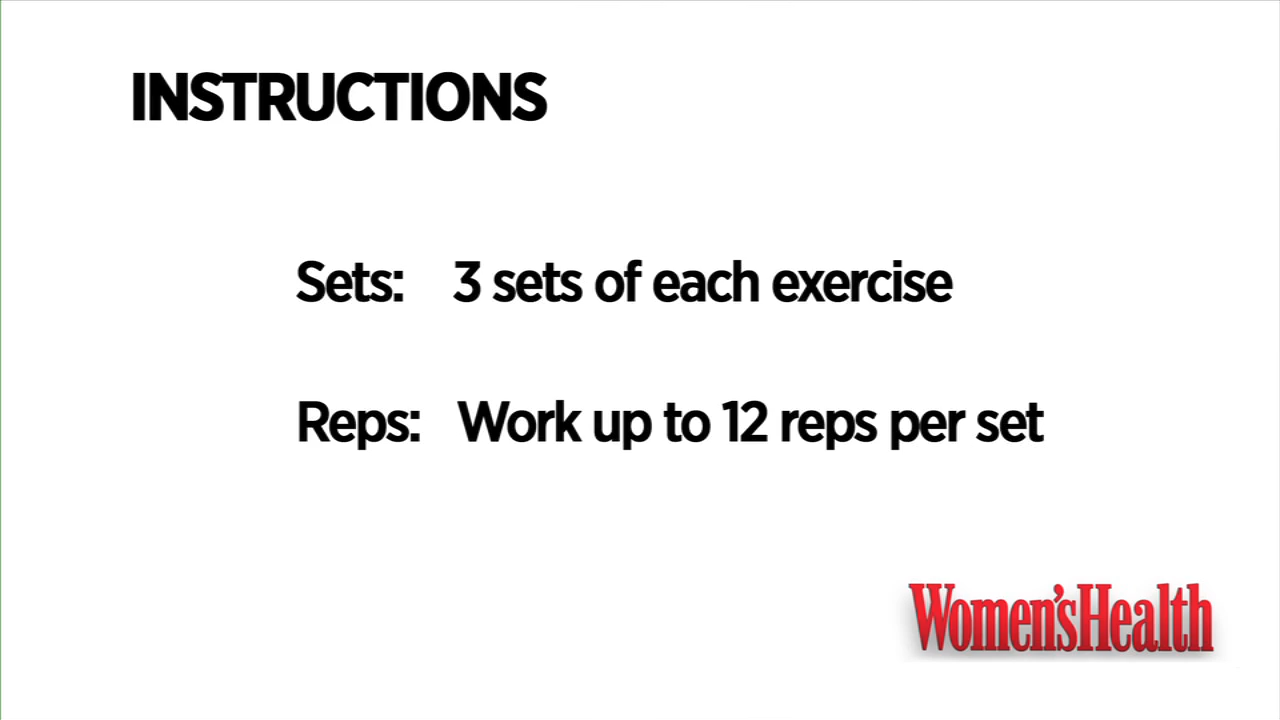 INSTRUCTIONS
Sets: 3 sets of each exercise
Reps: Work up to 12 reps per set
Women'sHealth